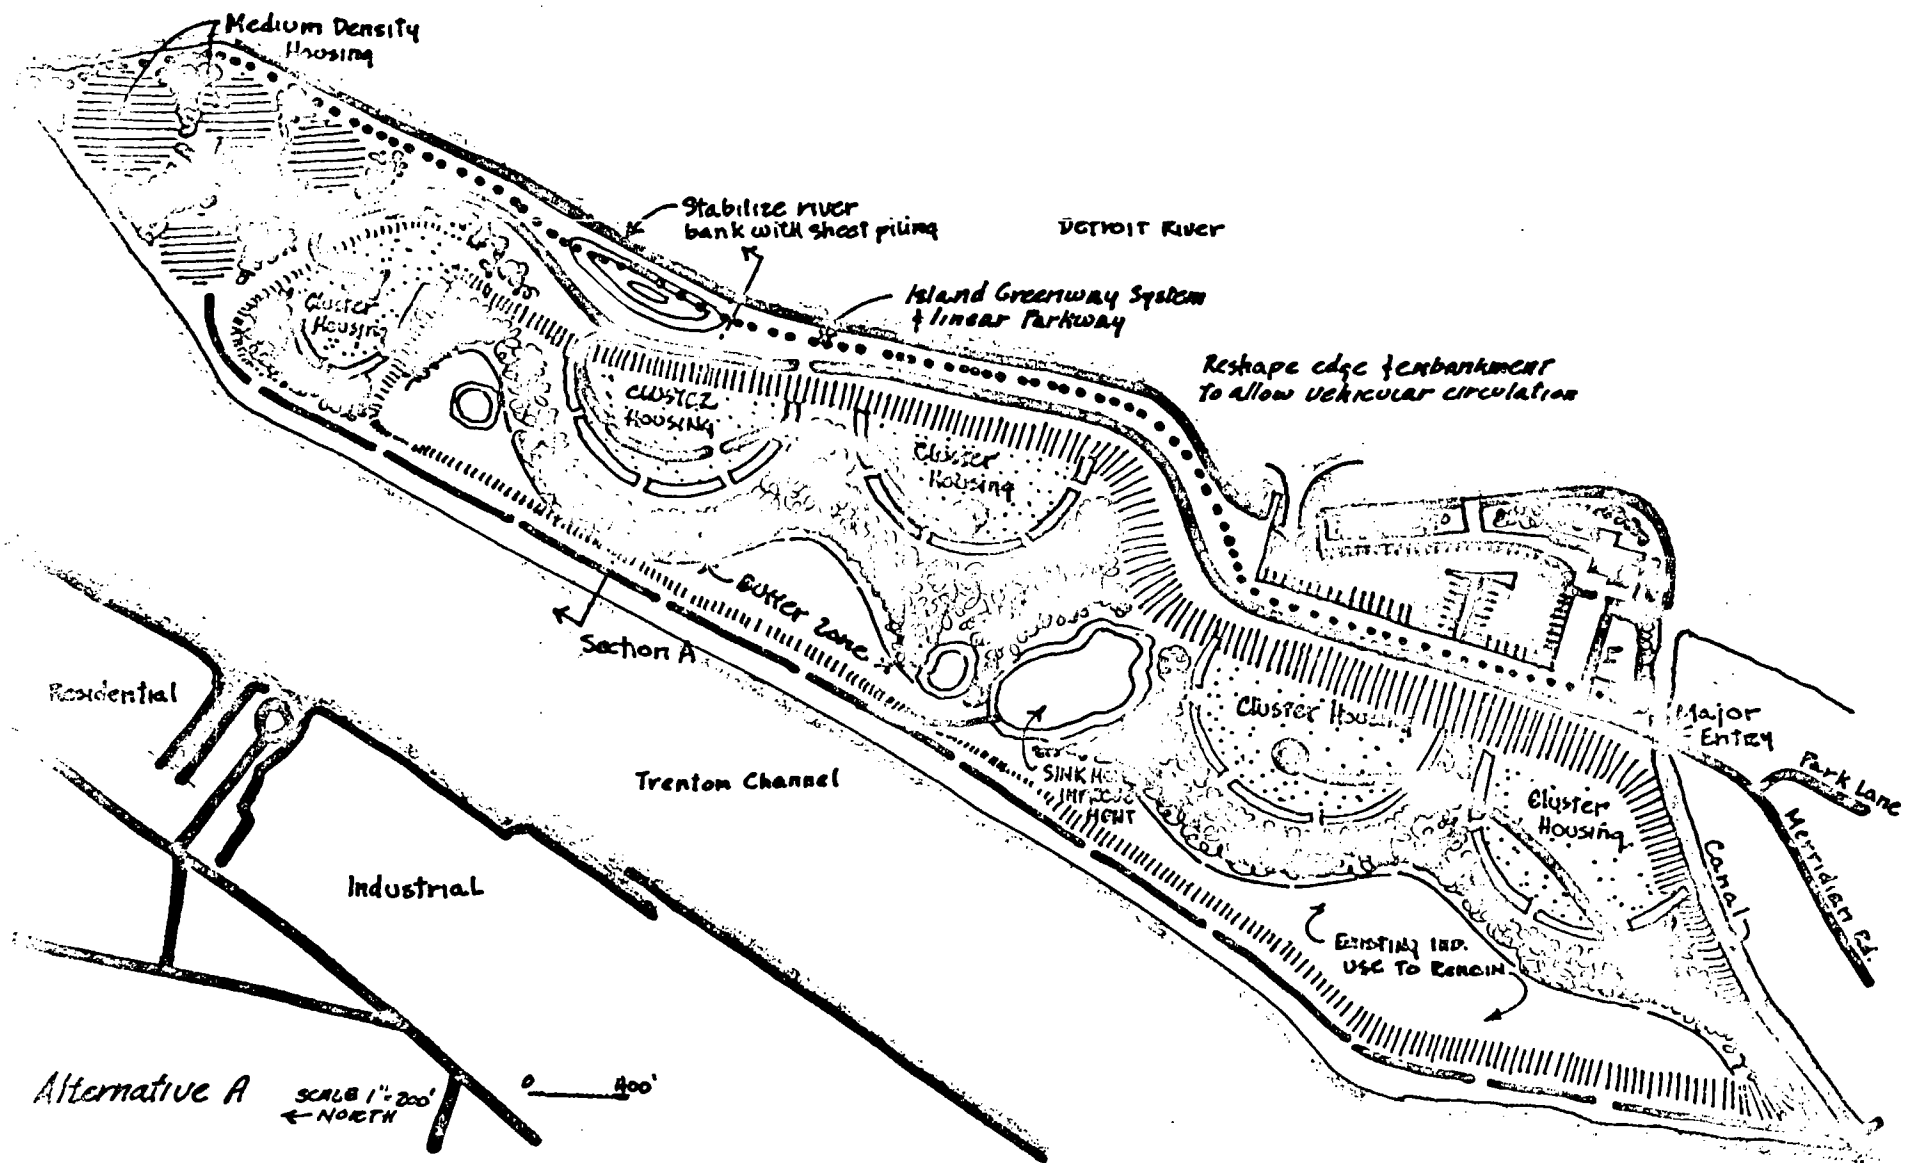 Medium Density
Housing
Stabilize river
bank with sheet piling
DETROIT River
Island Greenway System
& linear Parkway
Reshape edge & embankment
To allow vehicular circulation
Cluster
Housing
CLUSTER
HOUSING
Cluster
Housing
Buffer Zone
Section A
Residential
Cluster Housing
Major
Entry
Park Lane
SINK HOLE
IMPROVE
MENT
Trenton Channel
Cluster
Housing
Merridian Rd.
Canal
Industrial
EXISTING IND.
USE TO REMAIN
Alternative A
SCALE 1"=200'
← NORTH
0 400'